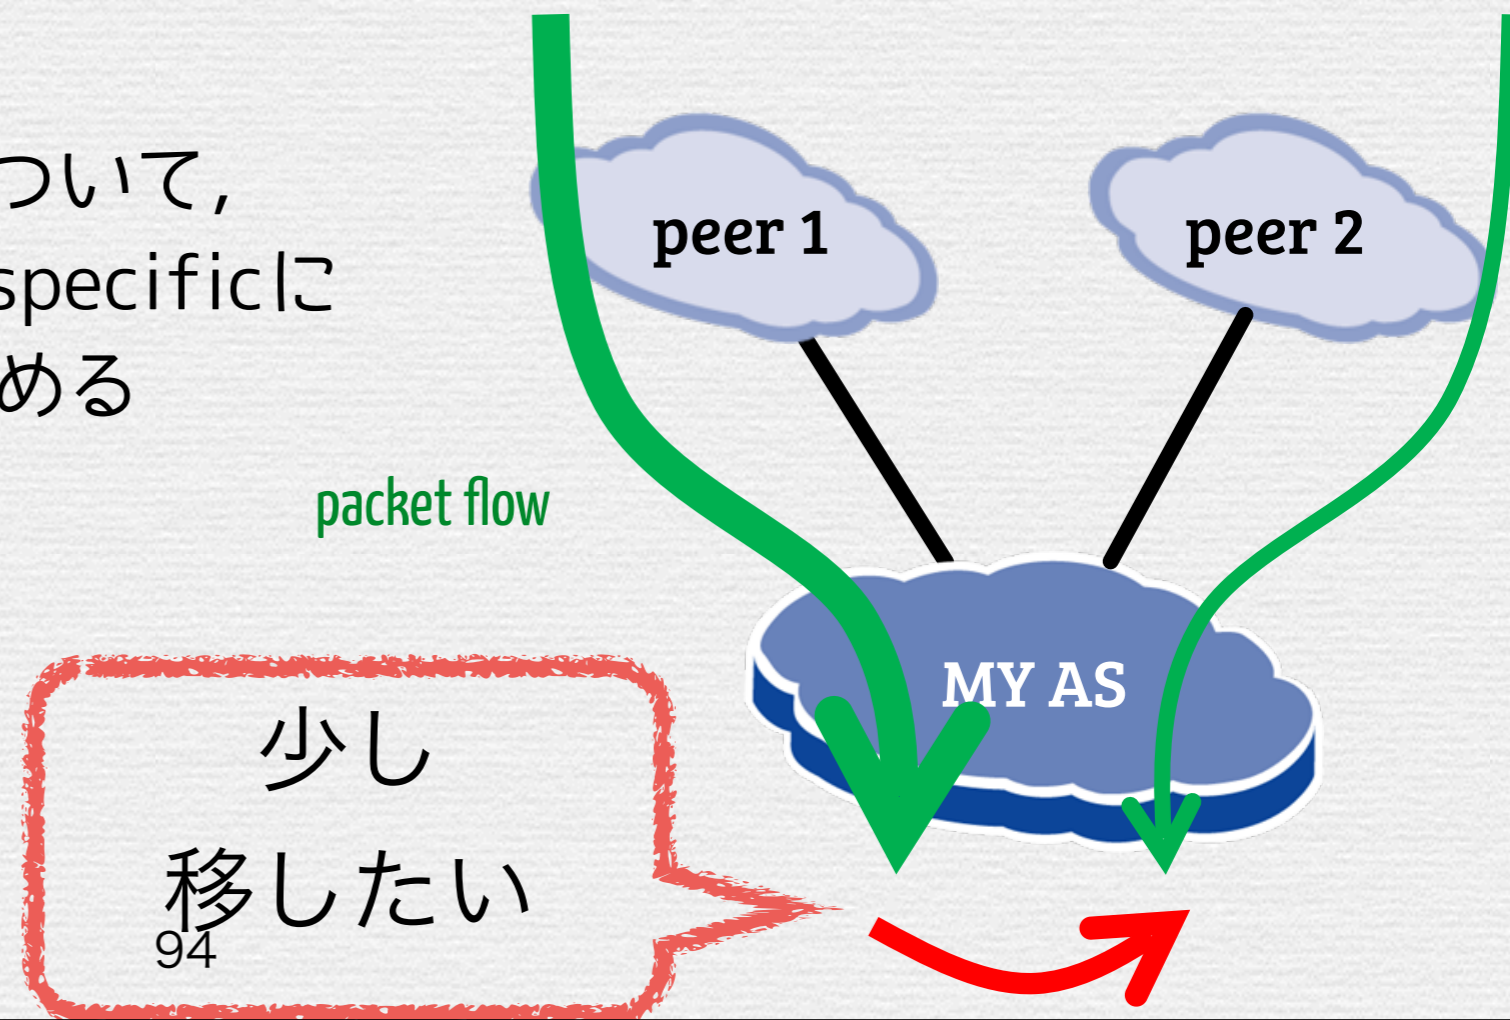 ついて,
specificに
める
peer 1
peer 2
packet flow
MY AS
少し
移したい
94